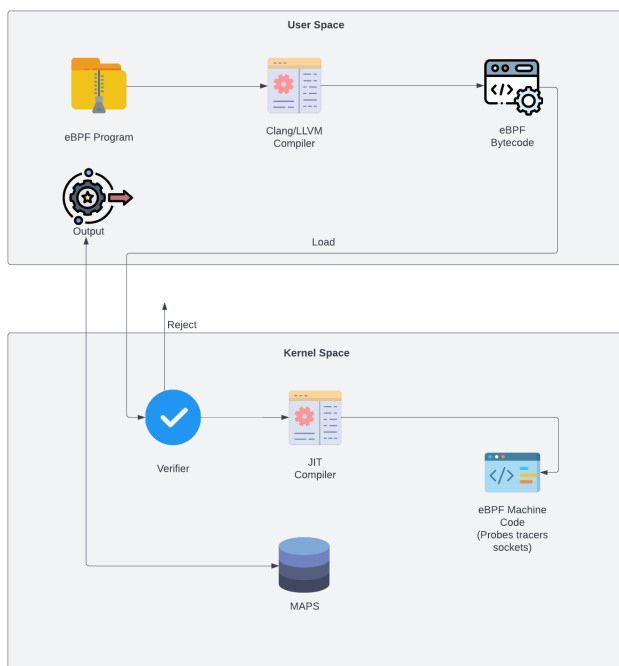 User Space
eBPF Program
Clang/LLVM
Compiler
eBPF
Bytecode
Output
Load
Reject
Kernel Space
Verifier
JIT
Compiler
eBPF Machine
Code
(Probes tracers
sockets)
MAPS